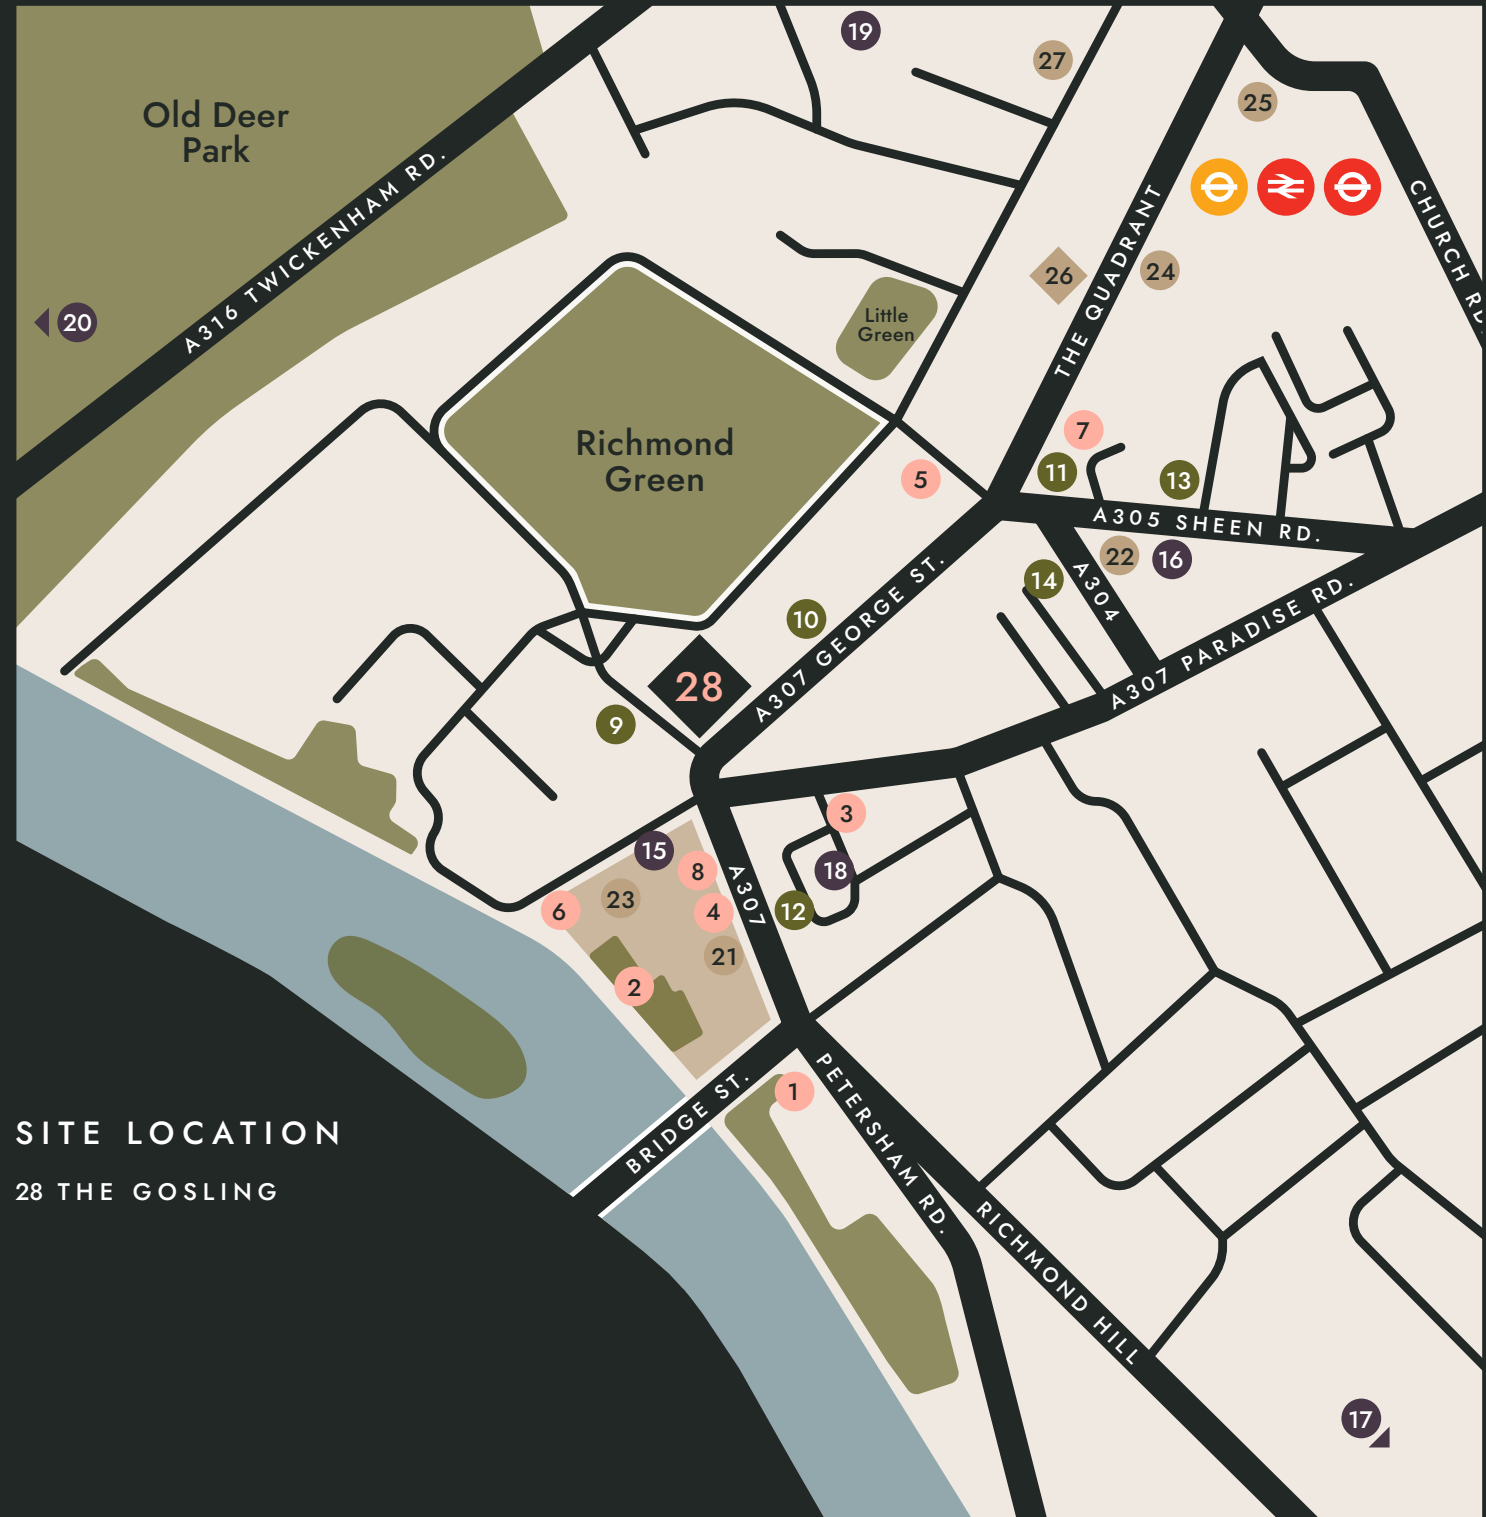 19
27
25
Old Deer
Park
A316 TWICKENHAM RD.
CHURCH RD
THE QUADRANT
26
24
20
Little
Green
Richmond
Green
7
5
11
13
A305 SHEEN RD.
22
16
14
A304
10
A307 GEORGE ST.
A307 PARADISE RD.
28
9
3
15
8
18
A307
23
6
4
12
21
2
BRIDGE ST.
1
PETERSHAM RD.
RICHMOND HILL
SITE LOCATION
28 THE GOSLING
17